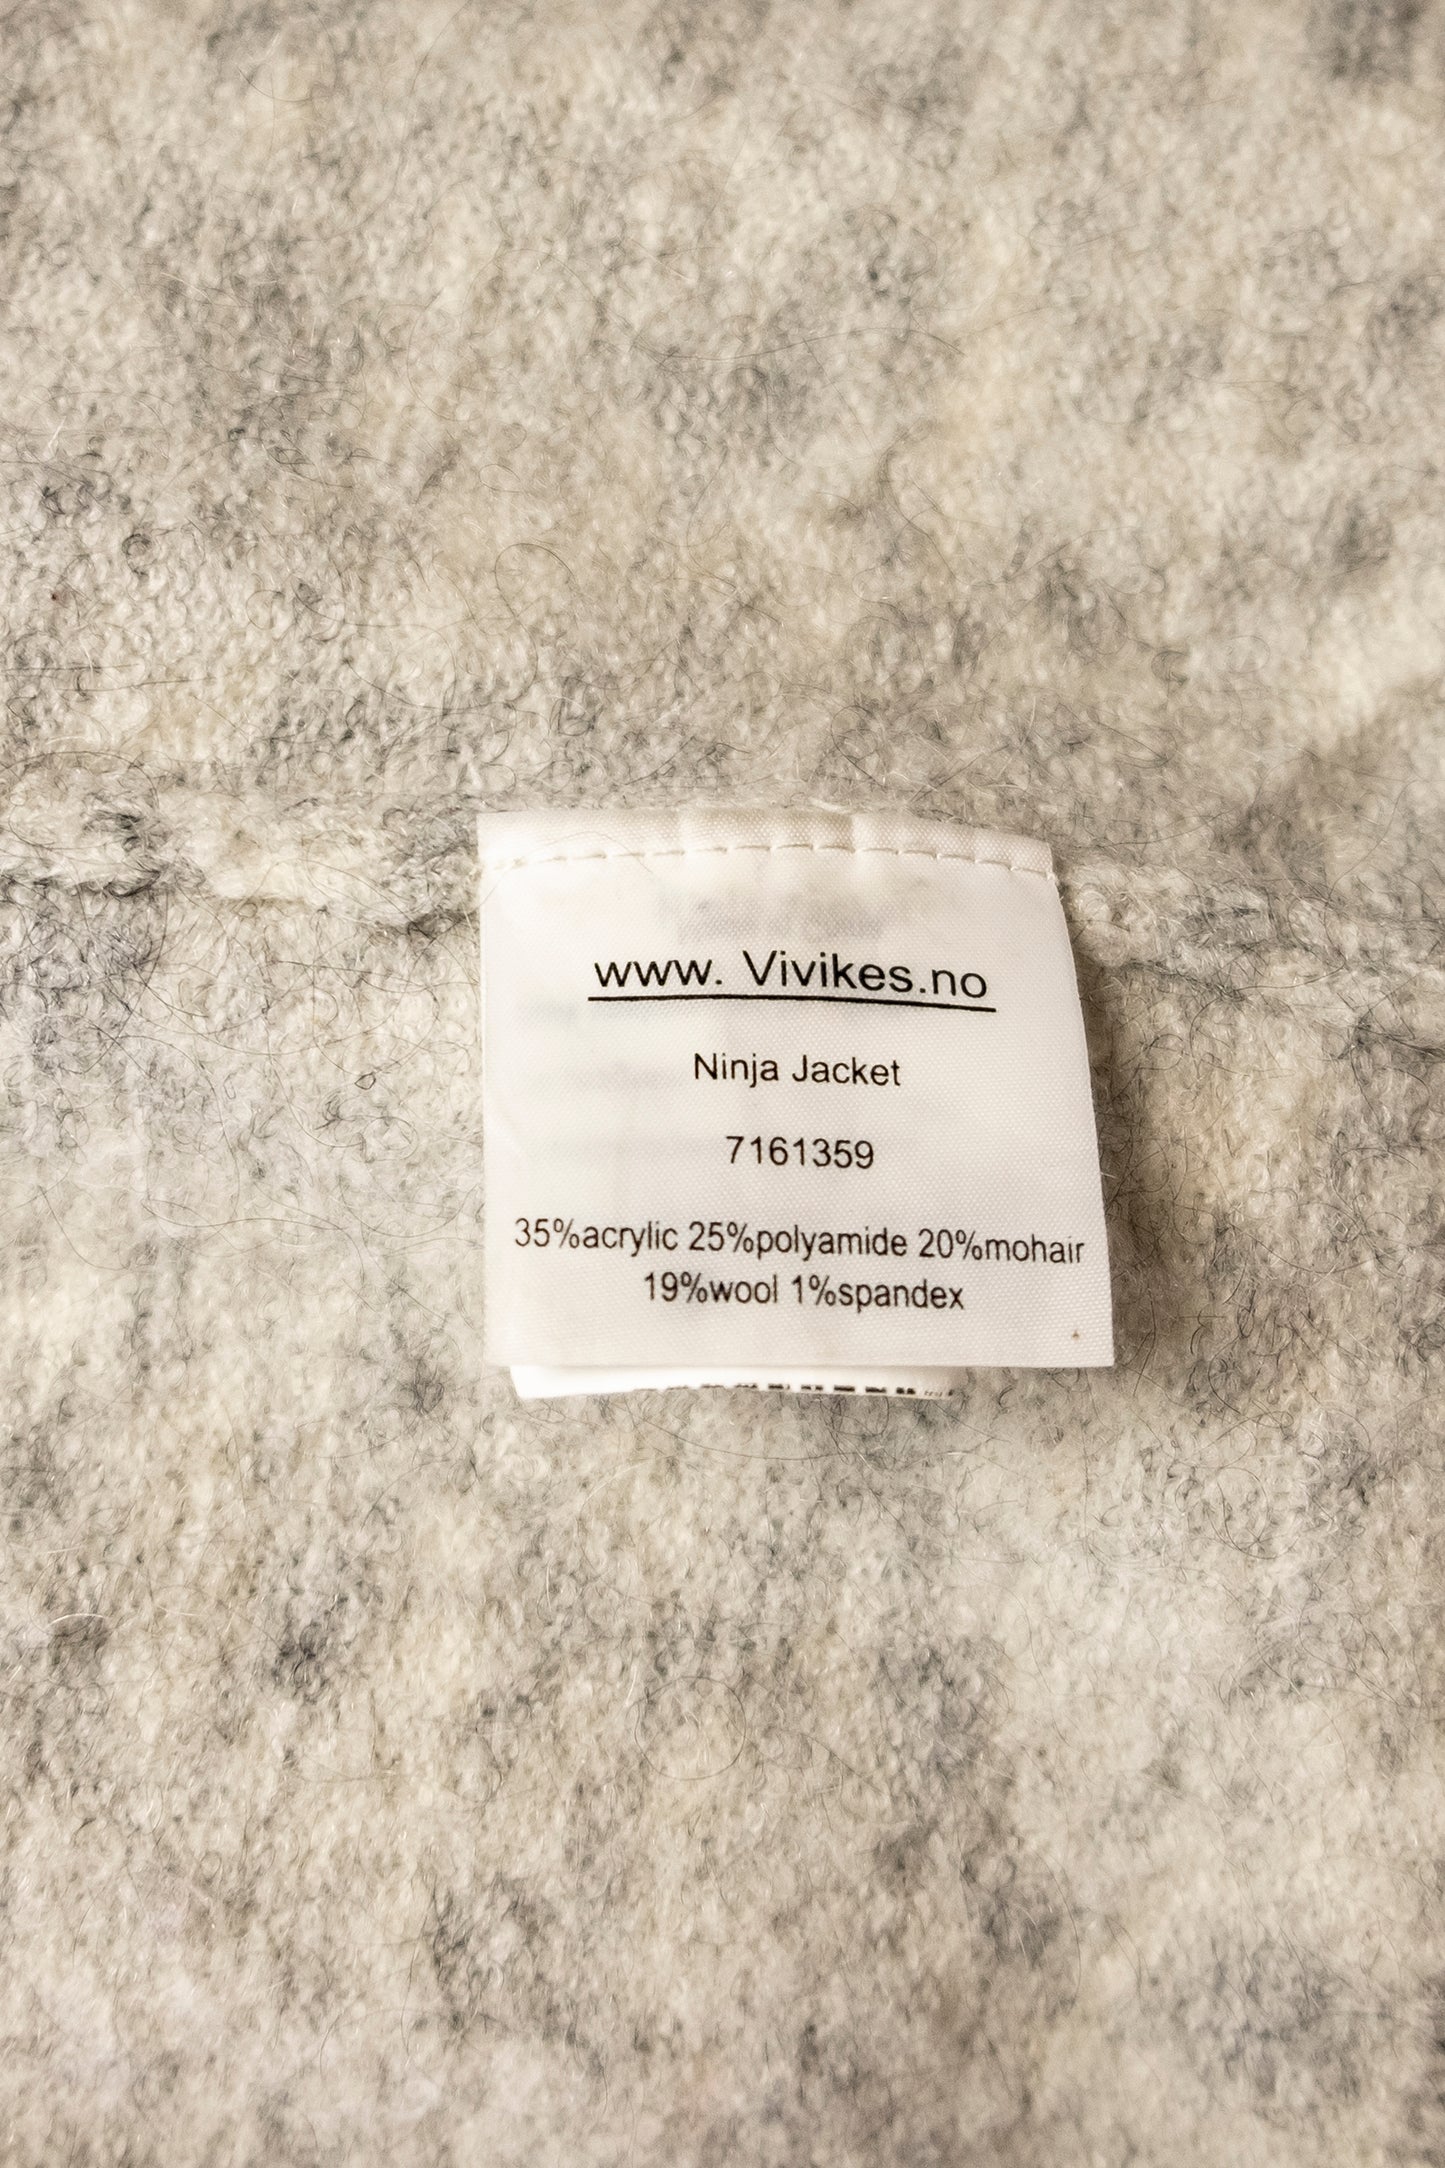 www. Vivikes.no
Ninja Jacket
7161359
35%acrylic 25%polyamide 20%mohair
19%wool 1%spandex